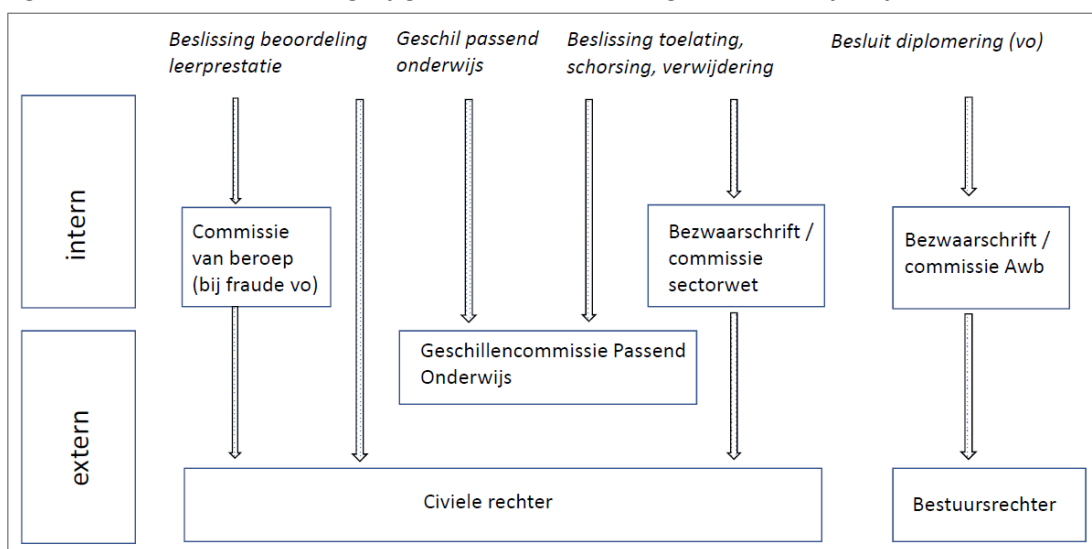 Beslissing beoordeling
leerprestatie
Geschil passend
onderwijs
Beslissing toelating,
schorsing, verwijdering
Besluit diplomering (vo)
intern
Commissie
van beroep
(bij fraude vo)
Bezwaarschrift /
commissie
sectorwet
Bezwaarschrift /
commissie Awb
extern
Geschillencommissie Passend
Onderwijs
Civiele rechter
Bestuursrechter